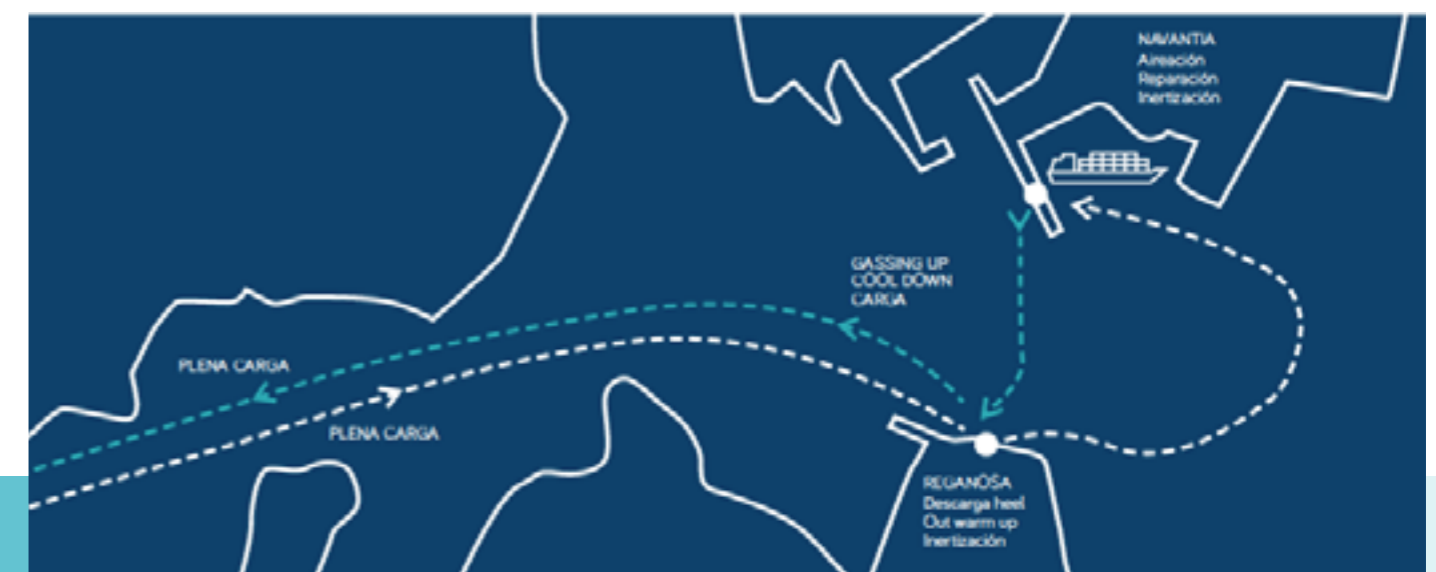 NAVANTIA
Aireación
Reparación
Inertización
GASSING UP
COOL DOWN
CARGA
PLENA CARGA
PLENA CARGA
REGANOSA
Descarga heel
Out warm up
Inertización